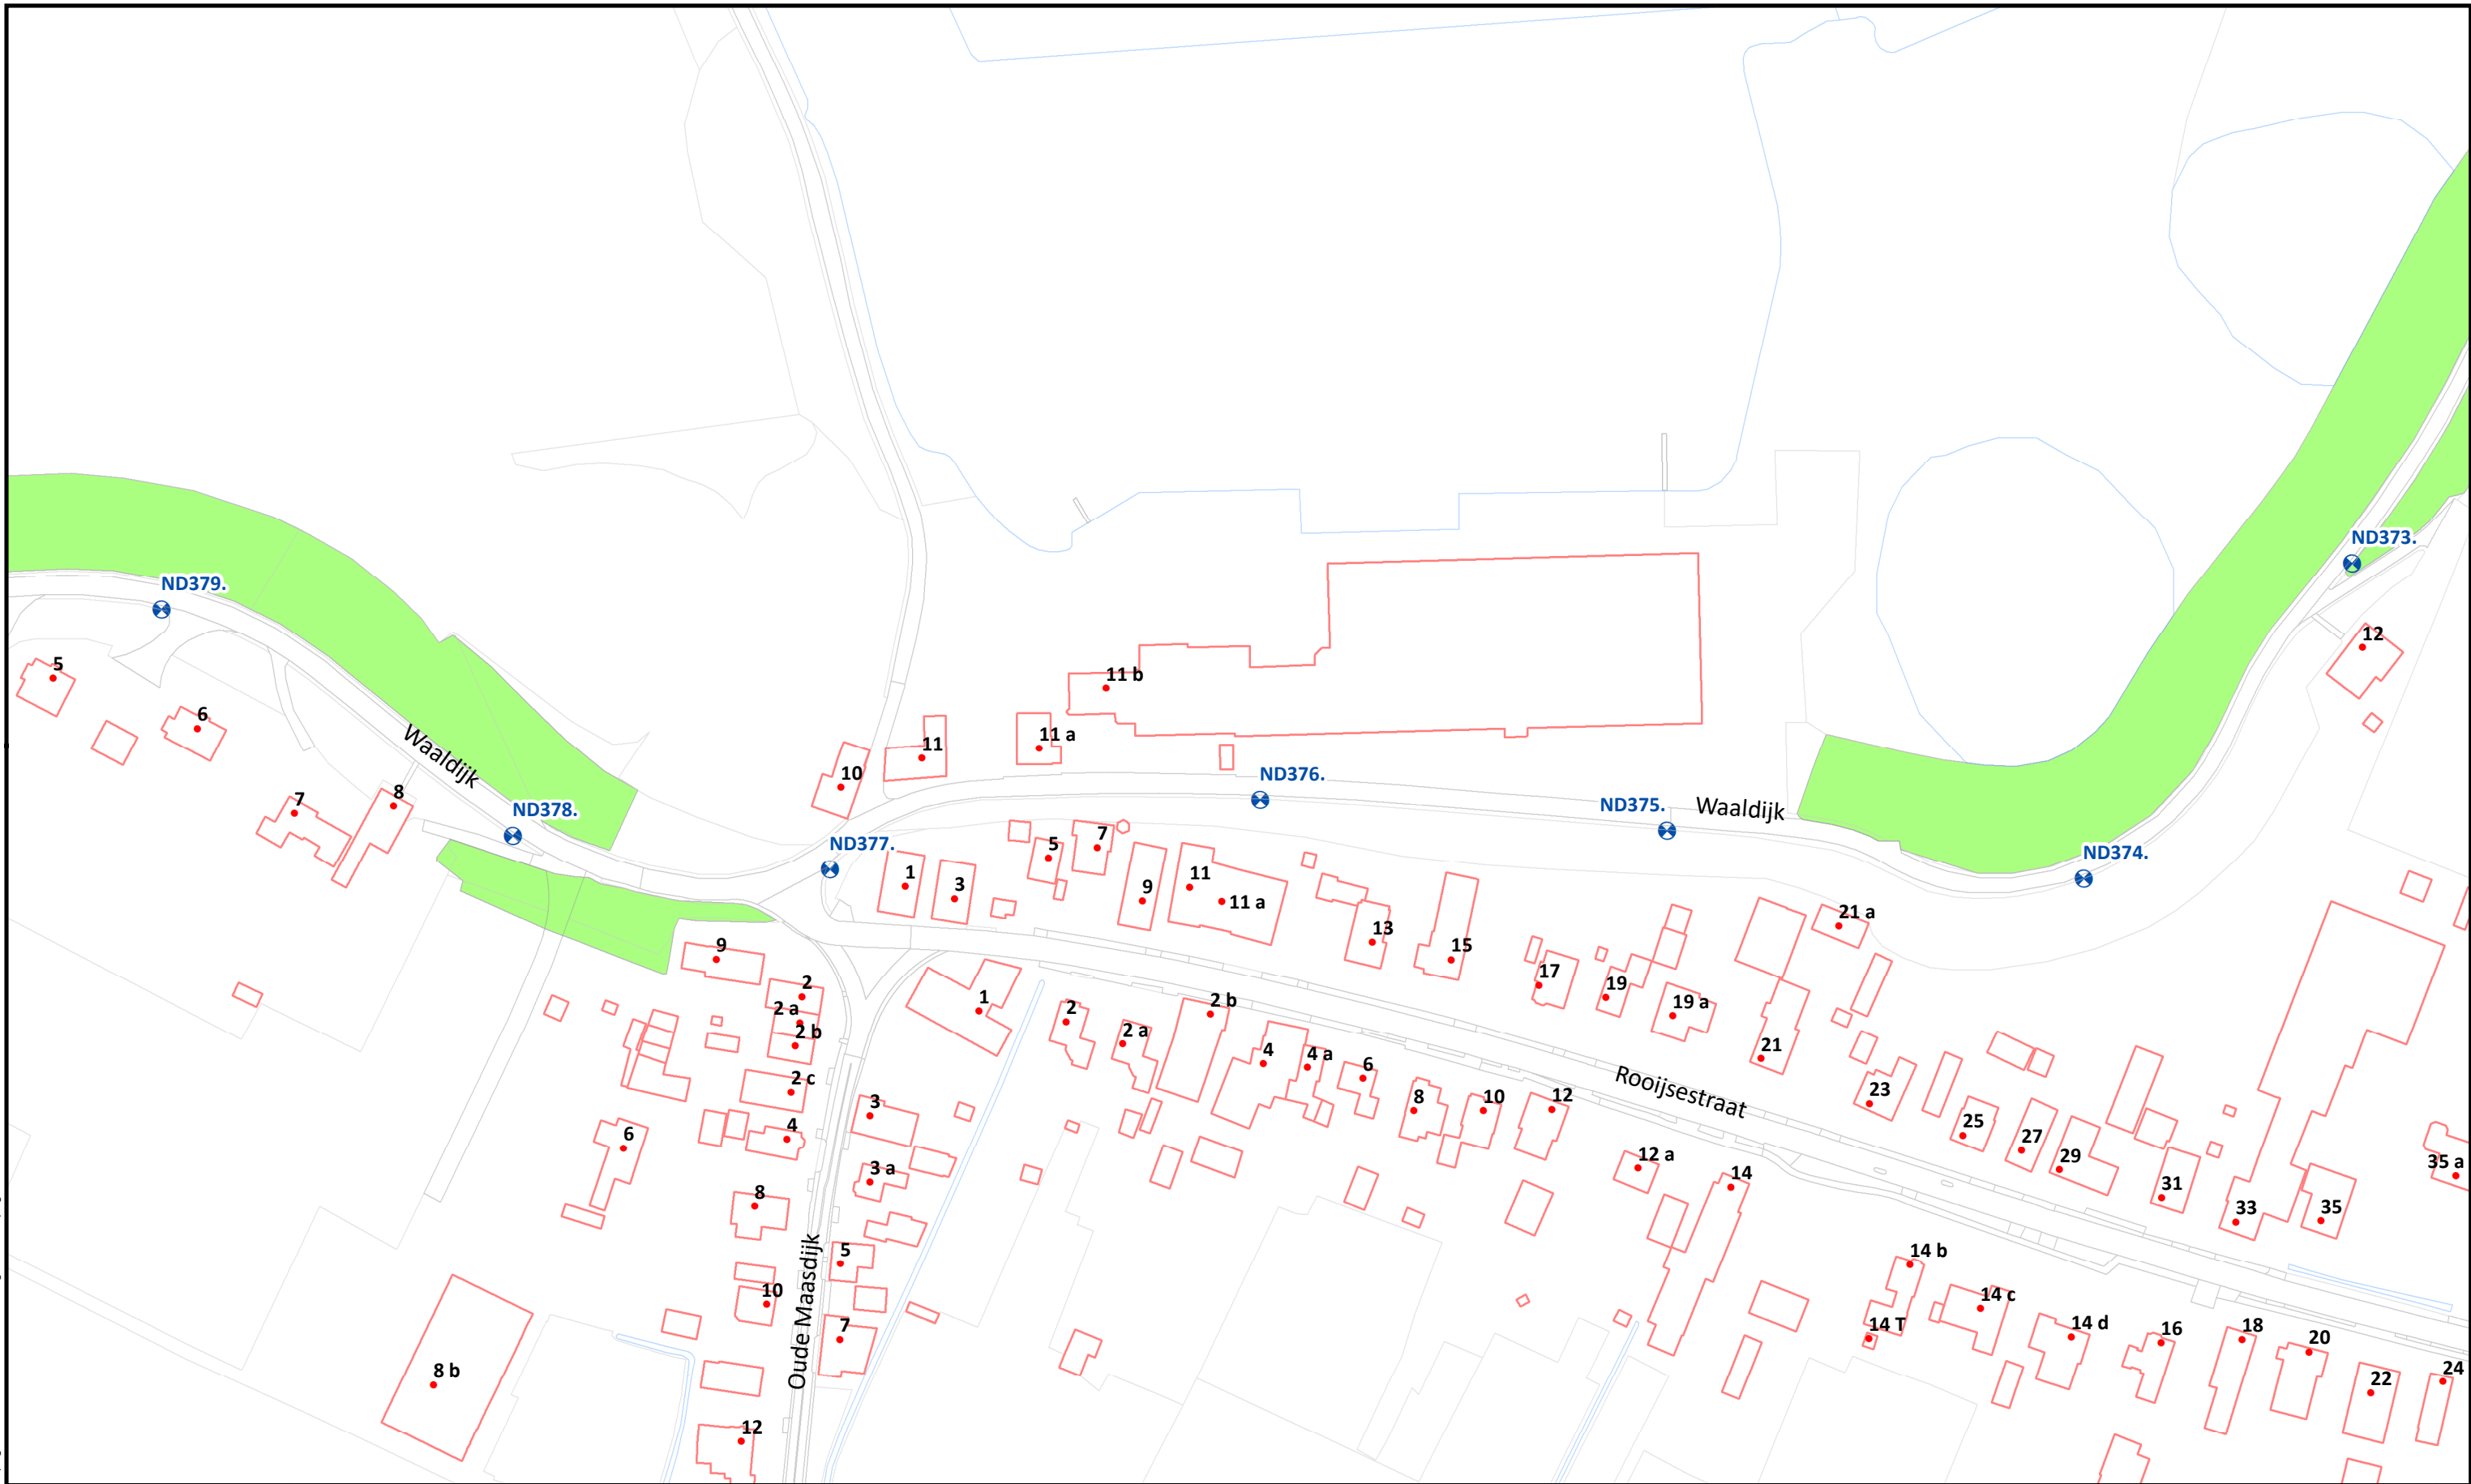 ND373.
ND379.
12
5
6
11 b
Waaldijk
11
11 a
10
ND376.
7
8
ND378.
ND375.
Waaldijk
ND377.
ND374.
7
5
1
3
9
11
11 a
13
15
21 a
9
2
2 a
2 b
2 c
1
2
2 a
2 b
4
4 a
6
8
10
12
17
19
19 a
21
Rooijsestraat
23
25
27
29
31
33
35
35 a
3
4
6
3 a
8
12 a
14
5
10
7
Oude Maasdijk
14 b
14 c
14 T
14 d
16
18
20
22
24
8 b
12